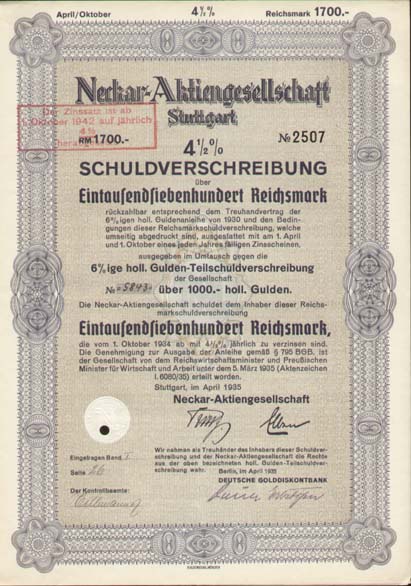 April/Oktober 4½% Reichsmark 1700.-
Neckar-Aktiengesellschaft
Stuttgart
Der Zinssatz ist ab
1. Oktober 1942 auf jährlich
4%
RM 1700.-
№ 2507
4½%
SCHULDVERSCHREIBUNG
über
Eintausendsiebenhundert Reichsmark
rückzahlbar entsprechend dem Treuhandvertrag der
6%igen holl. Guldenanleihe von 1930 und den Bedin-
gungen dieser Reichsmarkschuldverschreibung, welche
umseitig abgedruckt sind, ausgestattet mit am 1. April
und 1. Oktober eines jeden Jahres fälligen Zinsscheinen,
ausgegeben im Umtausch gegen die
6%ige holl. Gulden-Teilschuldverschreibung
der Gesellschaft
№ 5843 über 1000.- holl. Gulden.
Die Neckar-Aktiengesellschaft schuldet dem Inhaber dieser Reichs-
markschuldverschreibung
Eintausendsiebenhundert Reichsmark,
die vom 1. Oktober 1934 ab mit 4½% jährlich zu verzinsen sind.
Die Genehmigung zur Ausgabe der Anleihe gemäß § 795 BGB. ist
der Gesellschaft von dem Reichswirtschaftsminister und Preußischen
Minister für Wirtschaft und Arbeit unter dem 5. März 1935 (Aktenzeichen
I. 6080/35) erteilt worden.
Stuttgart, im April 1935
Neckar-Aktiengesellschaft
Wir nehmen als Treuhänder des Inhabers dieser Schuldver-
schreibung und der Neckar-Aktiengesellschaft die Rechte
aus der oben bezeichneten holl. Gulden-Teilschuldver-
schreibung wahr. Berlin, im April 1935
DEUTSCHE GOLDDISKONTBANK
Eingetragen Band 1
Seite 26
Der Kontrollbeamte: